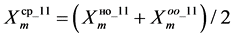 X_m^{ср_11} = (X_m^{но_11} + X_m^{оо_11}) / 2